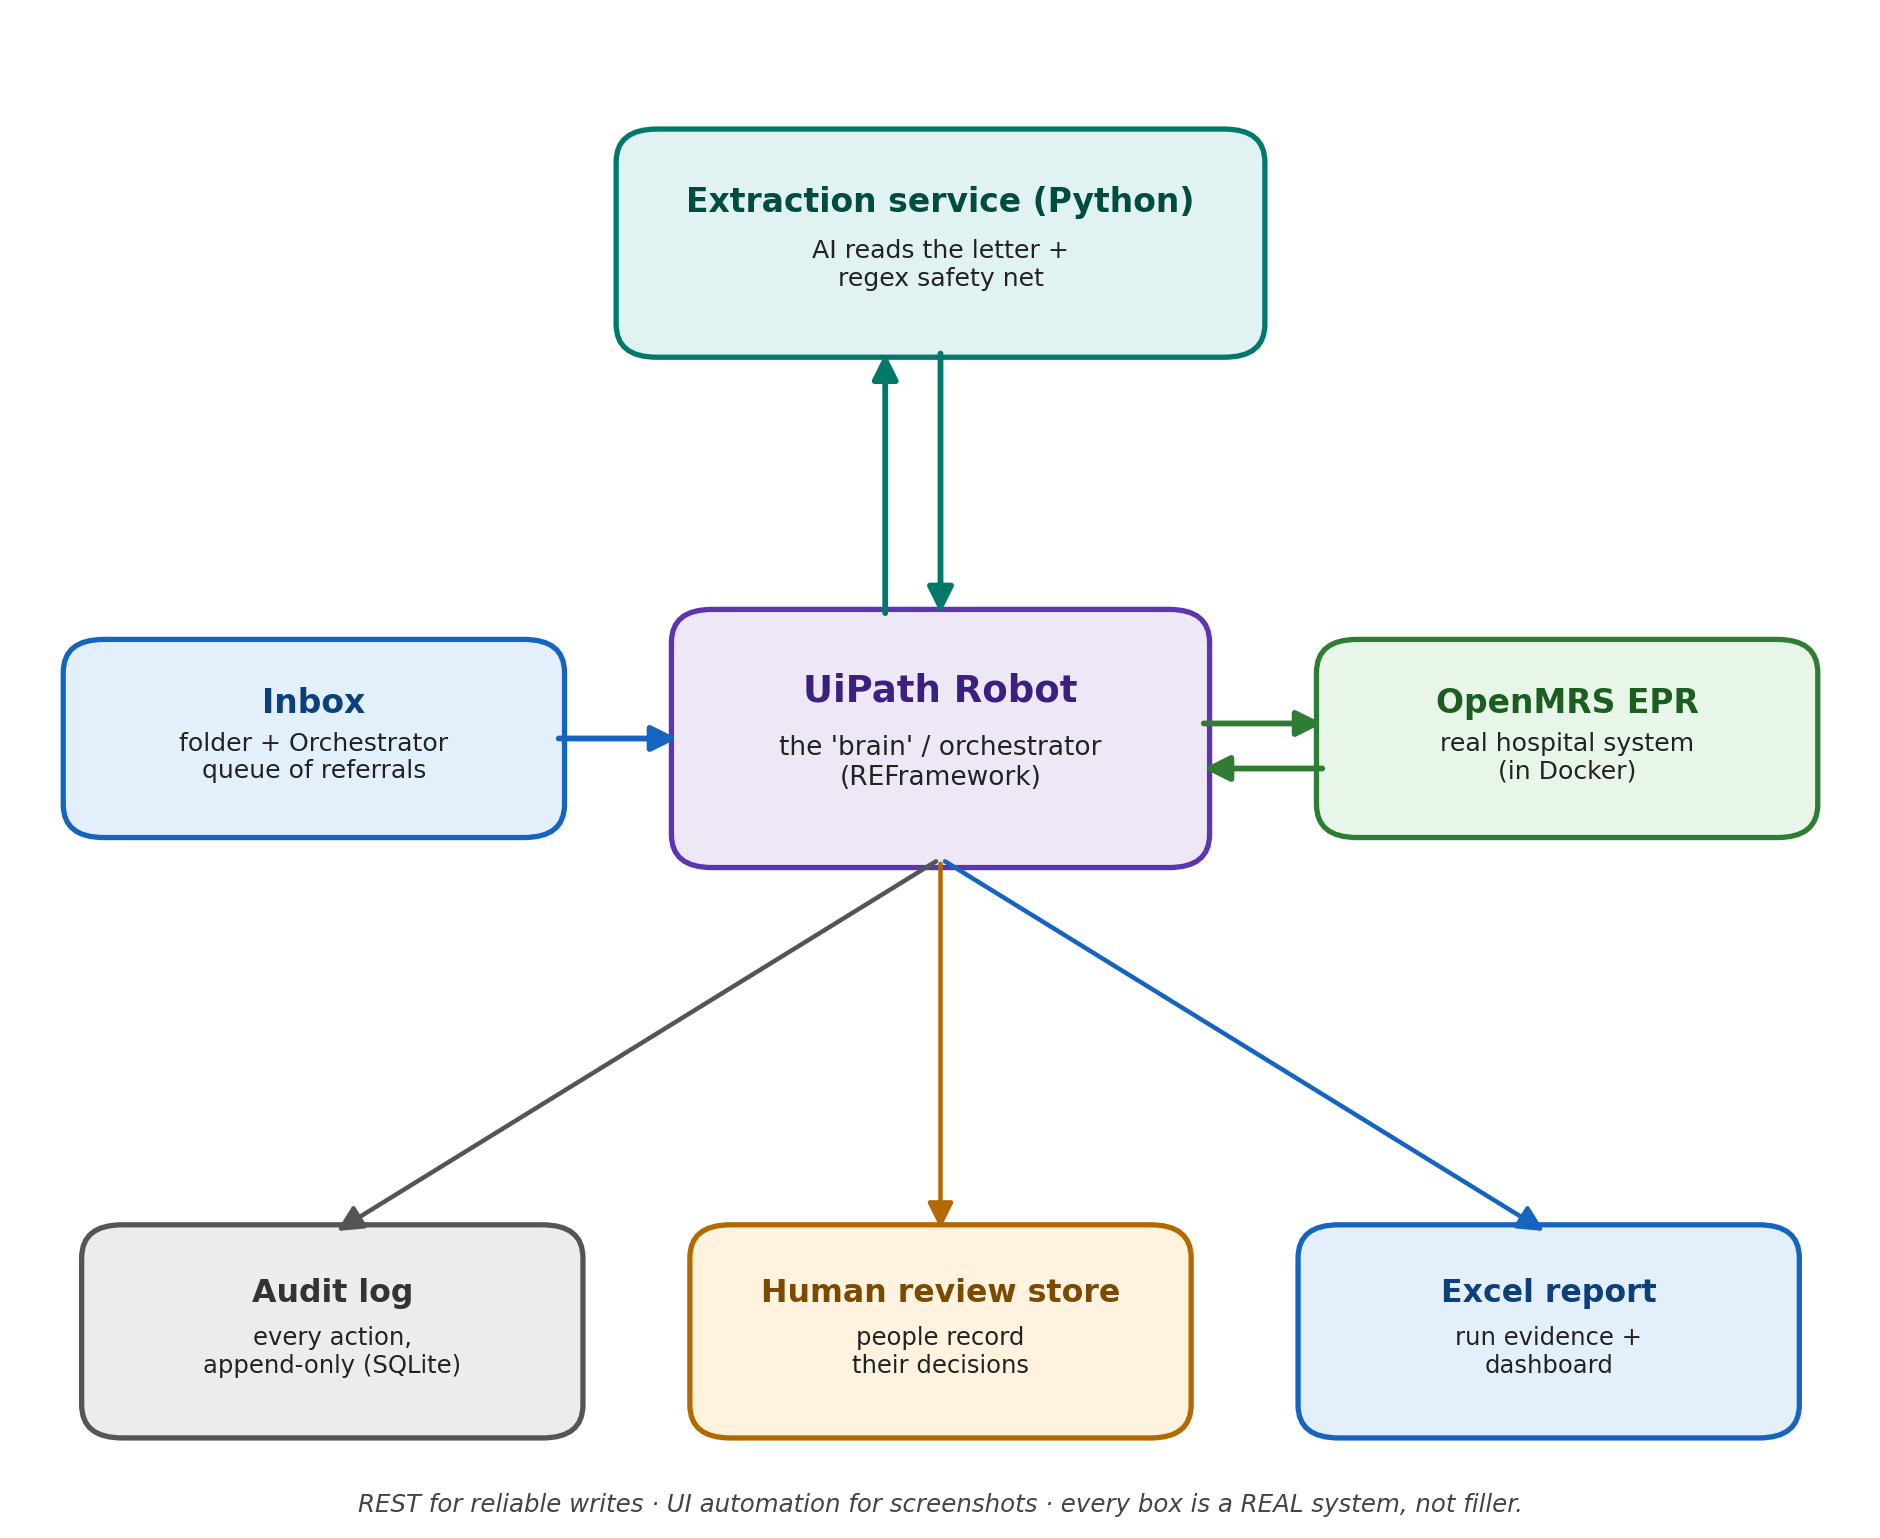 Extraction service (Python)
AI reads the letter +
regex safety net
Inbox
folder + Orchestrator
queue of referrals
UiPath Robot
the 'brain' / orchestrator
(REFramework)
OpenMRS EPR
real hospital system
(in Docker)
Audit log
every action,
append-only (SQLite)
Human review store
people record
their decisions
Excel report
run evidence +
dashboard
REST for reliable writes · UI automation for screenshots · every box is a REAL system, not filler.